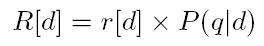 R[d] = r[d] × P(q|d)